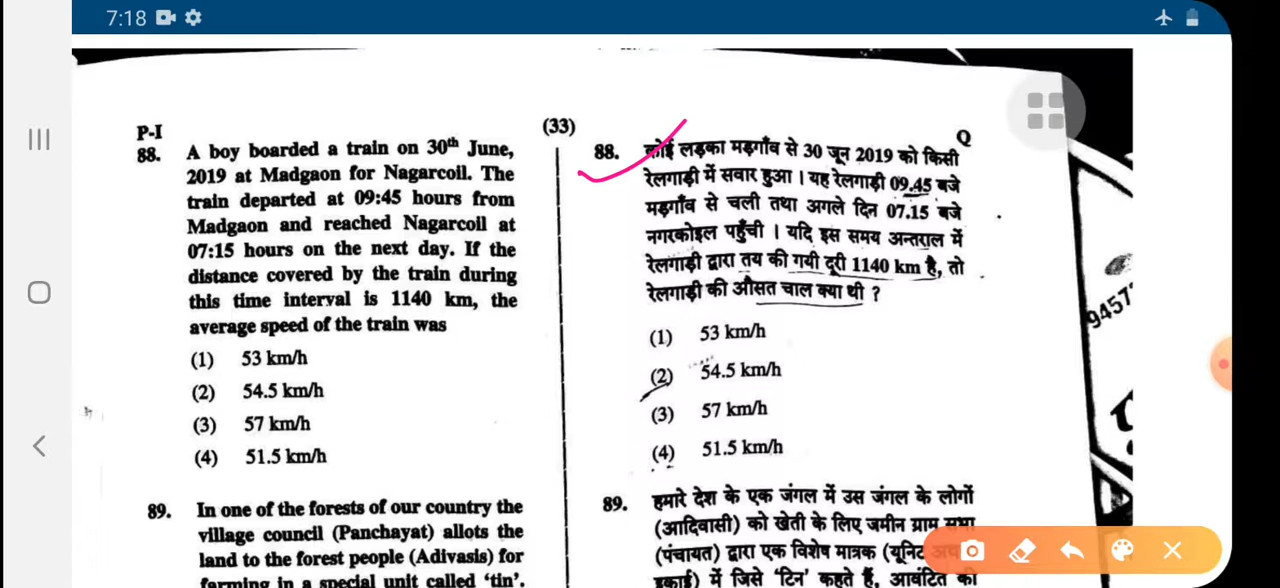 7:18
P-I
(33)
Q
88. A boy boarded a train on 30th June,
2019 at Madgaon for Nagarcoil. The
train departed at 09:45 hours from
Madgaon and reached Nagarcoil at
07:15 hours on the next day. If the
distance covered by the train during
this time interval is 1140 km, the
average speed of the train was
(1) 53 km/h
(2) 54.5 km/h
(3) 57 km/h
(4) 51.5 km/h
89. In one of the forests of our country the
village council (Panchayat) allots the
land to the forest people (Adivasis) for
farming in a special unit called ‘tin’.
88. कोई लड़का मड़गाँव से 30 जून 2019 को किसी
रेलगाड़ी में सवार हुआ । यह रेलगाड़ी 09.45 बजे
मड़गाँव से चली तथा अगले दिन 07.15 बजे
नगरकोइल पहुँची । यदि इस समय अन्तराल में
रेलगाड़ी द्वारा तय की गयी दूरी 1140 km है, तो
रेलगाड़ी की औसत चाल क्या थी ?
(1) 53 km/h
(2) 54.5 km/h
(3) 57 km/h
(4) 51.5 km/h
89. हमारे देश के एक जंगल में उस जंगल के लोगों
(आदिवासी) को खेती के लिए जमीन ग्राम सभा
(पंचायत) द्वारा एक विशेष मात्रक (यूनिट
इकाई) में जिसे ‘टिन’ कहते हैं, आवंटित की
9457